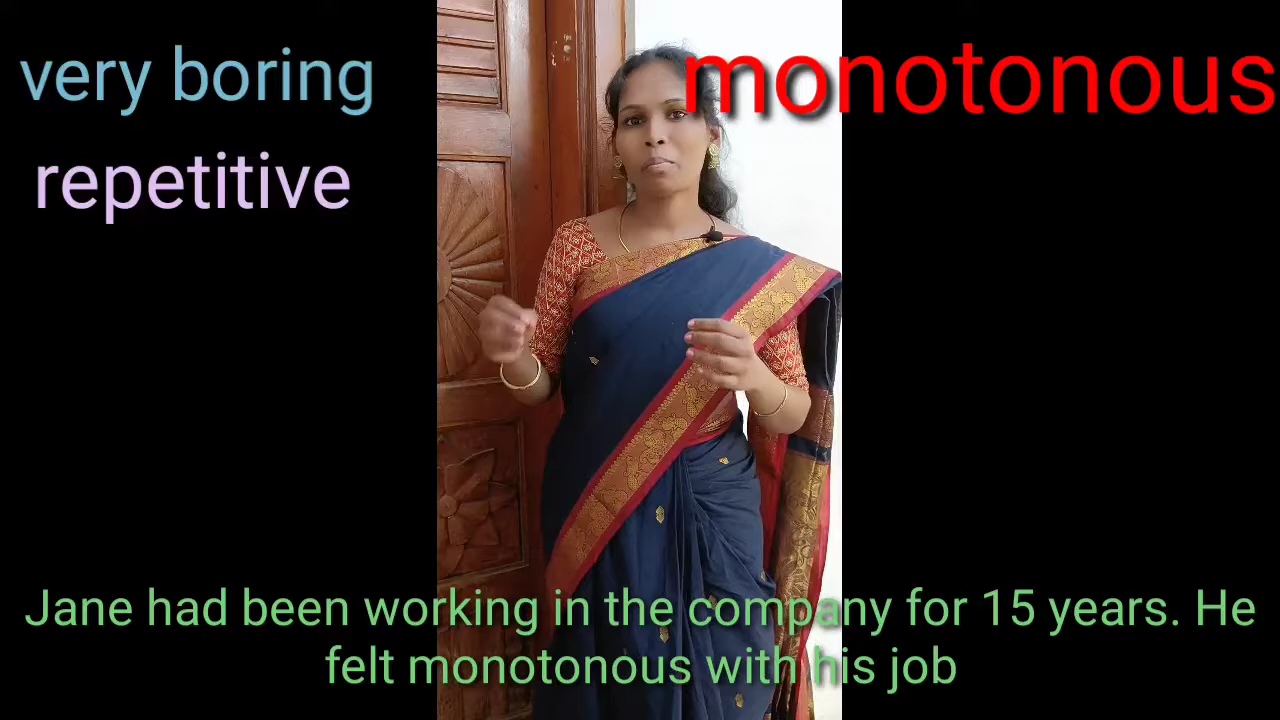 very boring
monotonous
repetitive
Jane had been working in the company for 15 years. He
felt monotonous with his job